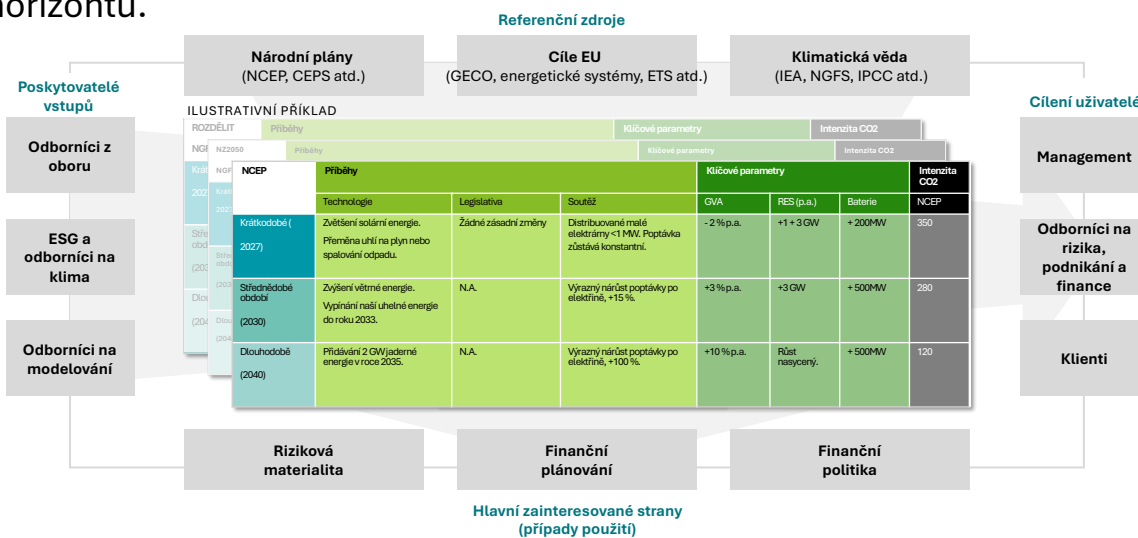 horizontu.
Referenční zdroje
Národní plány
(NCEP, CEPS atd.)
Cíle EU
(GECO, energetické systémy, ETS atd.)
Klimatická věda
(IEA, NGFS, IPCC atd.)
Poskytovatelé
vstupů
Odborníci z
oboru
ESG a
odborníci na
klima
Odborníci na
modelování
ILUSTRATIVNÍ PŘÍKLAD
ROZDĚLIT
Příběhy
Klíčové parametry
Intenzita CO2
NZ2050
Příběhy
Klíčové parametry
Intenzita CO2
NCEP
Příběhy
Klíčové parametry
Intenzita
CO2
Technologie
Legislativa
Soutěž
GVA
RES (p.a.)
Baterie
NCEP
Krátkodobé (
2027)
Zvětšení solární energie.
Přeměna uhlí na plyn nebo
spalování odpadu.
Žádné zásadní změny
Distribuované malé
elektrárny <1 MW. Poptávka
zůstává konstantní.
- 2 % p.a.
+1 + 3 GW
+ 200MW
350
Střednědobé
období
(2030)
Zvýšení větrné energie.
Vypínání naší uhelné energie
do roku 2033.
N.A.
Výrazný nárůst poptávky po
elektřině, +15 %.
+3 % p.a.
+3 GW
+ 500MW
280
Dlouhodobě
(2040)
Přidávání 2 GW jaderné
energie v roce 2035.
N.A.
Výrazný nárůst poptávky po
elektřině, +100 %.
+10 % p.a.
Růst
nasycený.
+ 500MW
120
Cílení uživatelé
Management
Odborníci na
rizika,
podnikání a
finance
Klienti
Riziková
materialita
Finanční
plánování
Finanční
politika
Hlavní zainteresované strany
(případy použití)